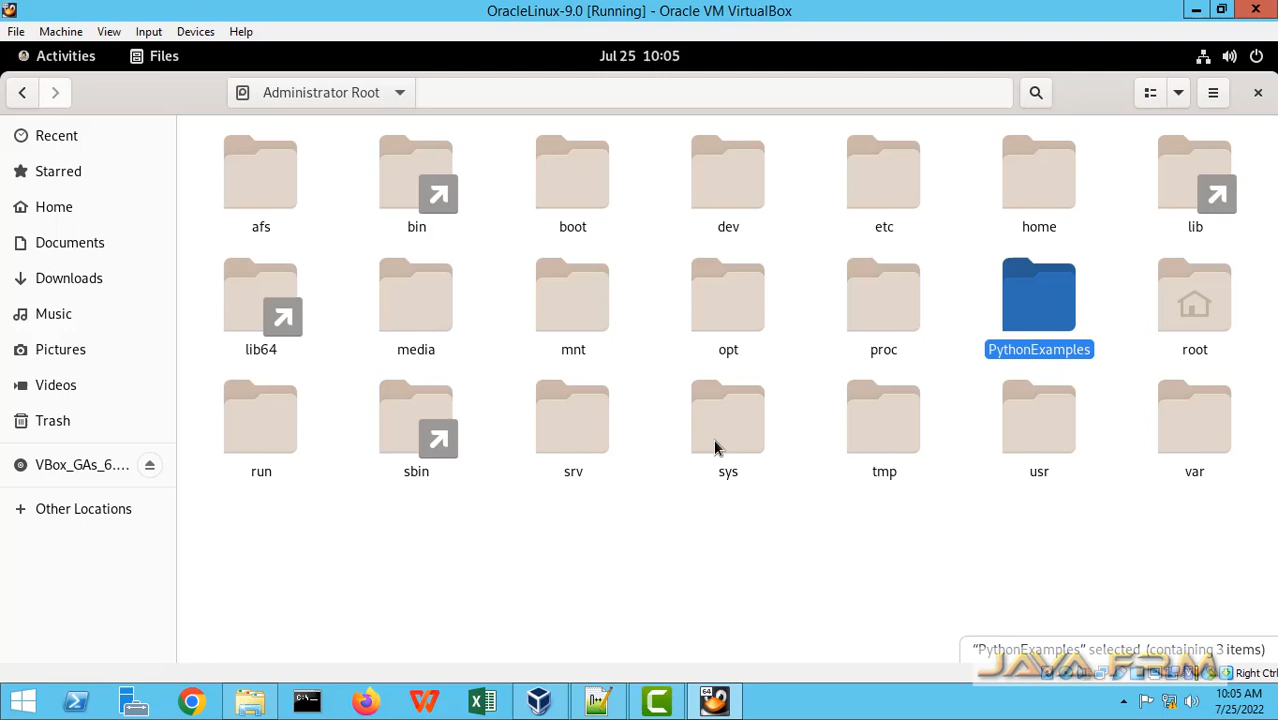 OracleLinux-9.0 [Running] - Oracle VM VirtualBox
File Machine View Input Devices Help
Activities Files Jul 25 10:05
Administrator Root
Recent
Starred
Home
Documents
Downloads
Music
Pictures
Videos
Trash
VBox_GAs_6....
Other Locations
afs bin boot dev etc home lib
lib64 media mnt opt proc PythonExamples root
run sbin srv sys tmp usr var
"PythonExamples" selected (containing 3 items)
JAVA FRM
Right Ctrl
64
10:05 AM
7/25/2022